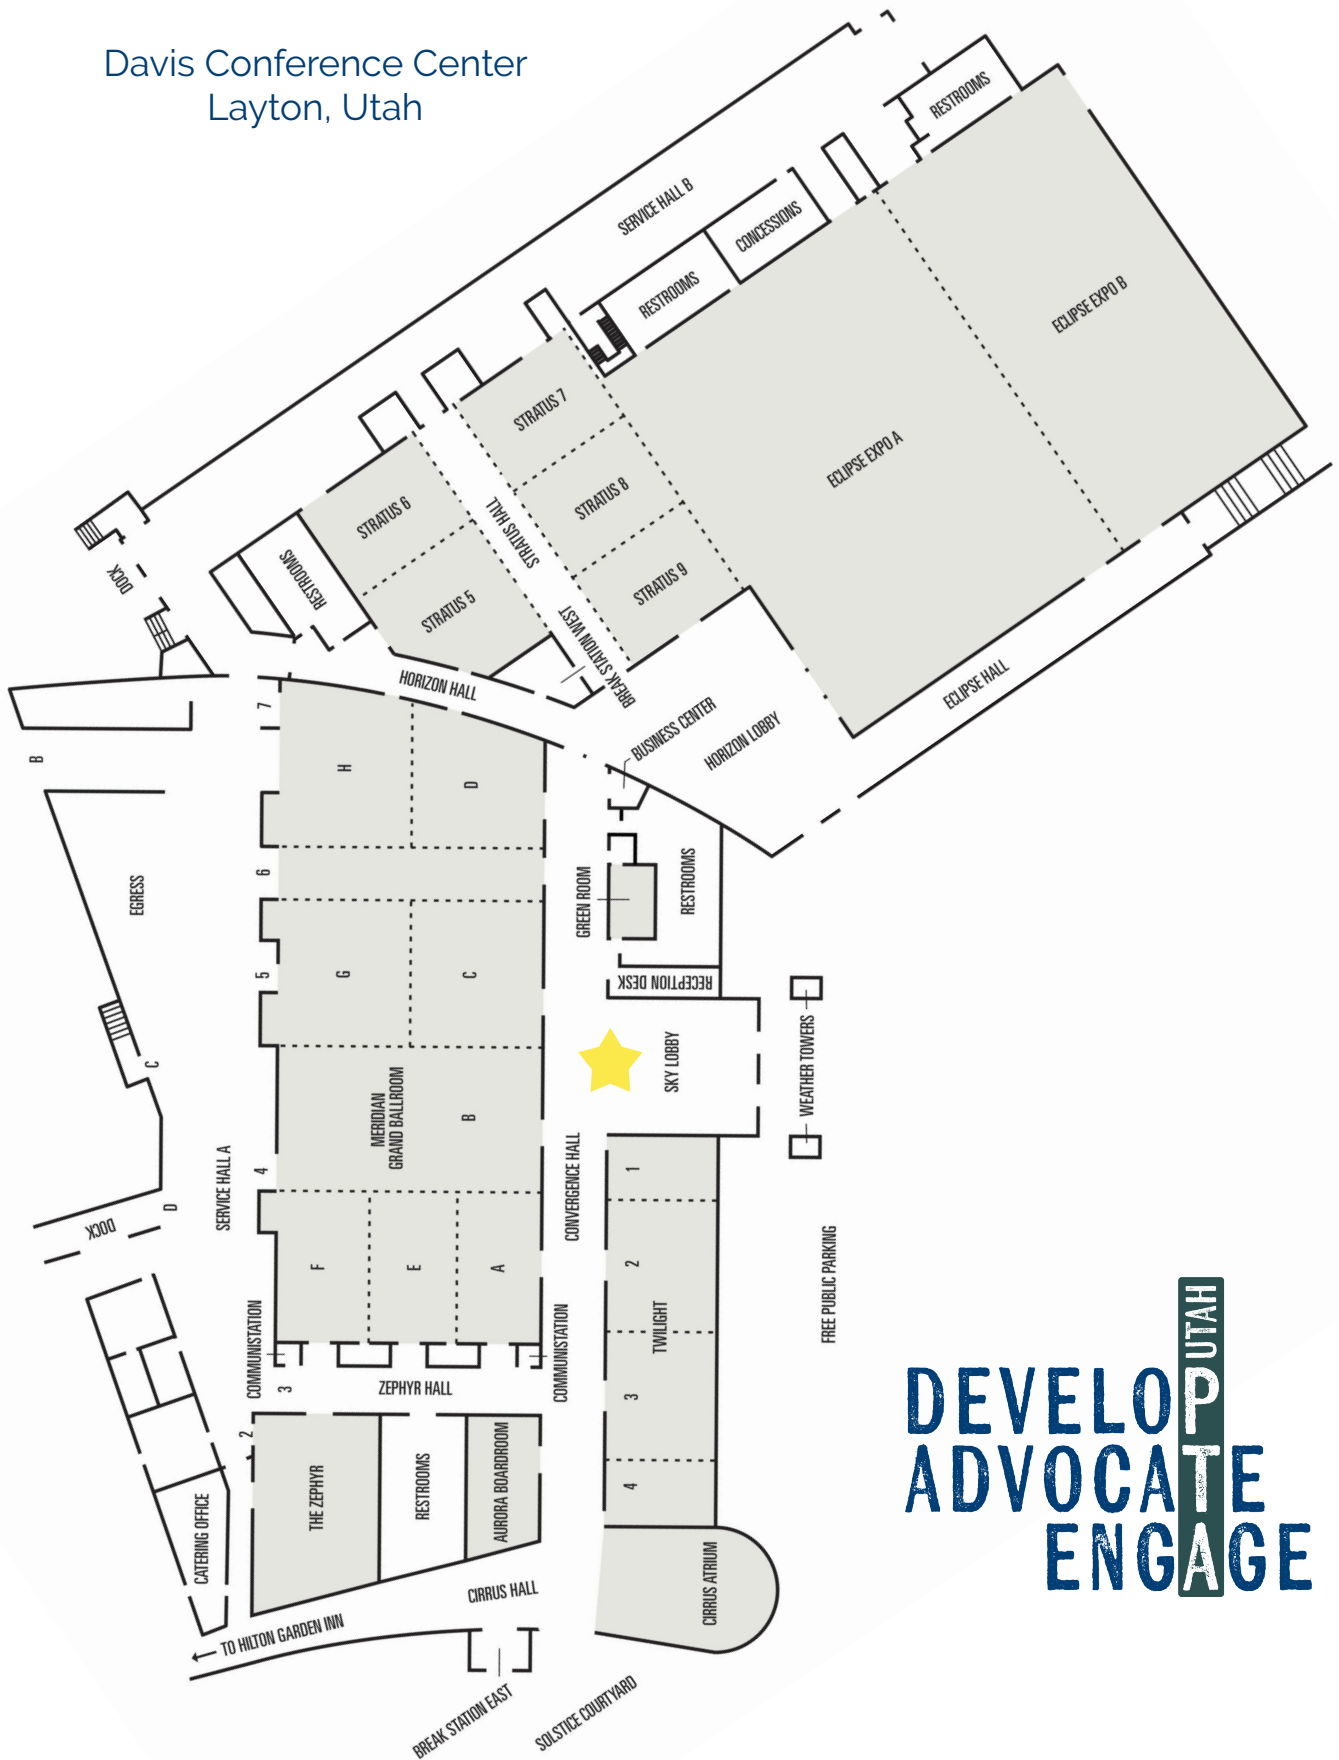 Davis Conference Center
Layton, Utah
RESTROOMS
SERVICE HALL B
CONCESSIONS
RESTROOMS
ECLIPSE EXPO B
STRATUS 7
ECLIPSE EXPO A
STRATUS 6
STRATUS 8
STRATUS HALL
RESTROOMS
DOCK
STRATUS 5
STRATUS 9
BREAK STATION WEST
HORIZON HALL
ECLIPSE HALL
7
BUSINESS CENTER
HORIZON LOBBY
B
H
D
6
EGRESS
GREEN ROOM
RESTROOMS
5
G
C
RECEPTION DESK
C
SKY LOBBY
WEATHER TOWERS
MERIDIAN
GRAND BALLROOM
B
4
SERVICE HALL A
CONVERGENCE HALL
1
D
DOCK
F
E
A
2
TWILIGHT
FREE PUBLIC PARKING
COMMUNISTATION
COMMUNISTATION
3
ZEPHYR HALL
3
2
THE ZEPHYR
RESTROOMS
AURORA BOARDROOM
4
CATERING OFFICE
CIRRUS HALL
CIRRUS ATRIUM
TO HILTON GARDEN INN
BREAK STATION EAST
SOLSTICE COURTYARD
UTAH
DEVELOP
ADVOCATE
ENGAGE